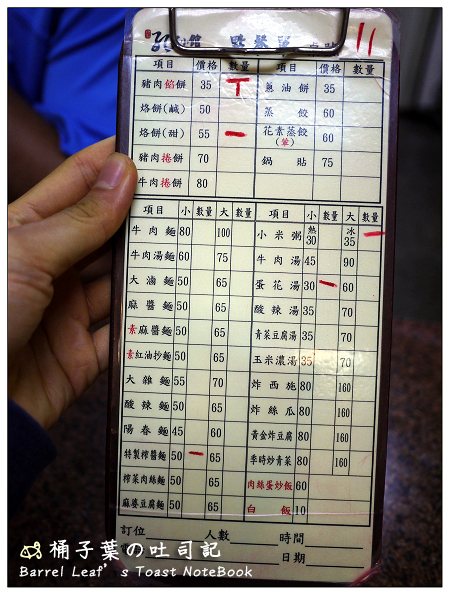 點餐單 桌號 11
項目 價格 數量 項目 價格 數量
豬肉餡餅 35 蔥油餅 35
烙餅(鹹) 50 蒸餃 60
烙餅(甜) 55 花素蒸餃(葷) 60
豬肉捲餅 70 鍋貼 75
牛肉捲餅 80
項目 小 數量 大 數量 項目 小 數量 大 數量
牛肉麵 80 100 小米粥 熱30 冰35
牛肉湯麵 60 75 牛肉湯 45 90
大滷麵 50 65 蛋花湯 30 60
麻醬麵 50 65 酸辣湯 35 70
素麻醬麵 50 65 青菜豆腐湯 35 70
素紅油抄麵 50 65 玉米濃湯 35 70
大雜麵 55 70 炸西施 80 160
酸辣麵 50 65 炸絲瓜 80 160
陽春麵 45 60 黃金炸豆腐 80 160
特製榨醬麵 50 65 季時炒青菜 80 160
榨菜肉絲麵 50 65 肉絲蛋炒飯 60
麻婆豆腐麵 50 65 白飯 10
訂位 人數 時間
日期
桶子葉の吐司記
Barrel Leaf's Toast NoteBook